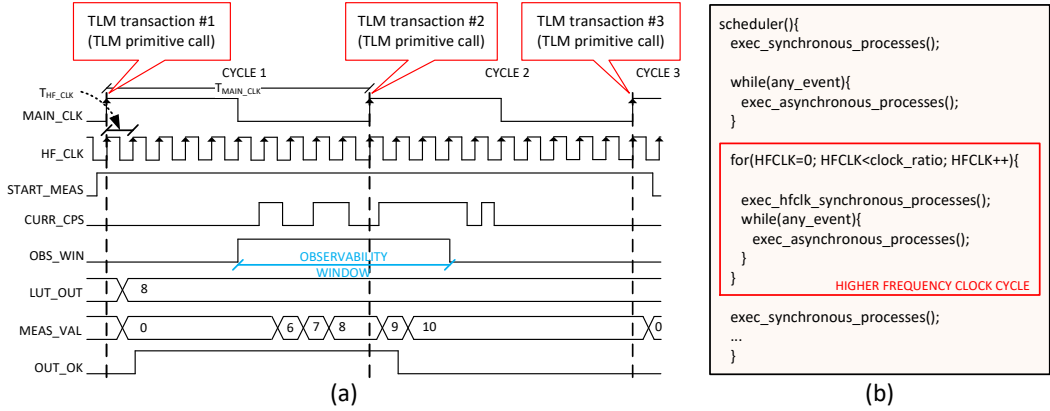 TLM transaction #1
(TLM primitive call)
TLM transaction #2
(TLM primitive call)
TLM transaction #3
(TLM primitive call)
CYCLE 1
CYCLE 2
CYCLE 3
T_HF_CLK
T_MAIN_CLK
MAIN_CLK
HF_CLK
START_MEAS
CURR_CPS
OBS_WIN
OBSERVABILITY
WINDOW
LUT_OUT
8
MEAS_VAL
0
6
7
8
9
10
0
OUT_OK
(a)
scheduler(){
exec_synchronous_processes();
while(any_event){
exec_asynchronous_processes();
}
for(HFCLK=0; HFCLK<clock_ratio; HFCLK++){
exec_hfclk_synchronous_processes();
while(any_event){
exec_asynchronous_processes();
}
}
HIGHER FREQUENCY CLOCK CYCLE
exec_synchronous_processes();
...
}
(b)